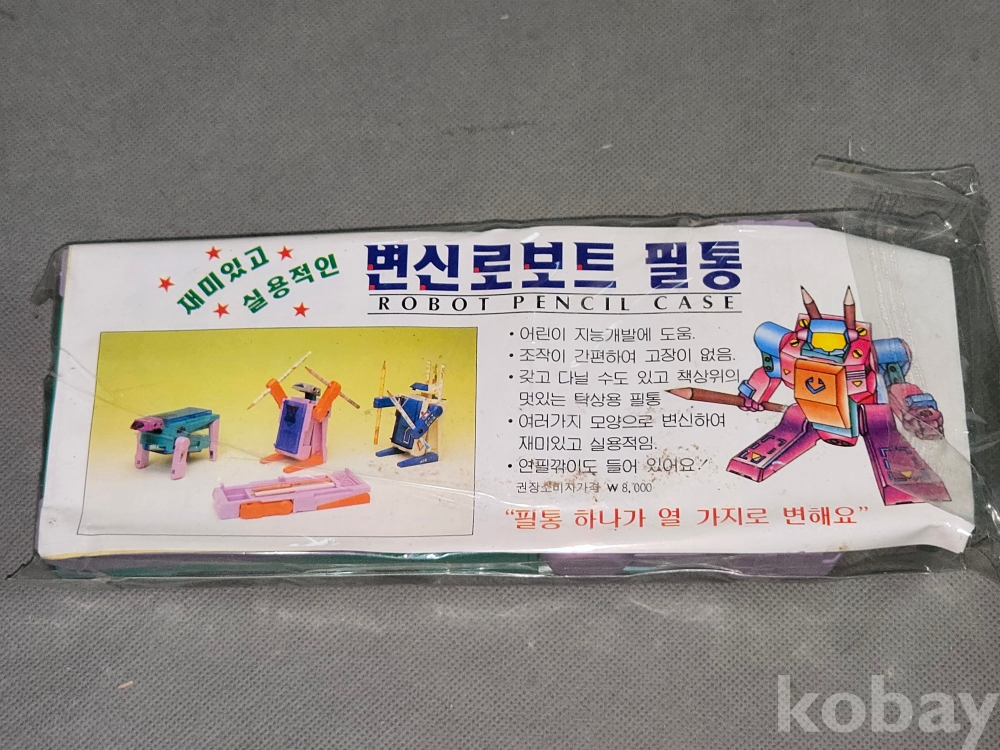 재미있고
실용적인
변신로보트 필통
ROBOT PENCIL CASE
· 어린이 지능개발에 도움.
· 조작이 간편하여 고장이 없음.
· 갖고 다닐 수도 있고 책상위의
멋있는 탁상용 필통
· 여러가지 모양으로 변신하여
재미있고 실용적임.
· 연필깎이도 들어 있어요!
권장소비자가격 ₩8,000
“필통 하나가 열 가지로 변해요”
kobay